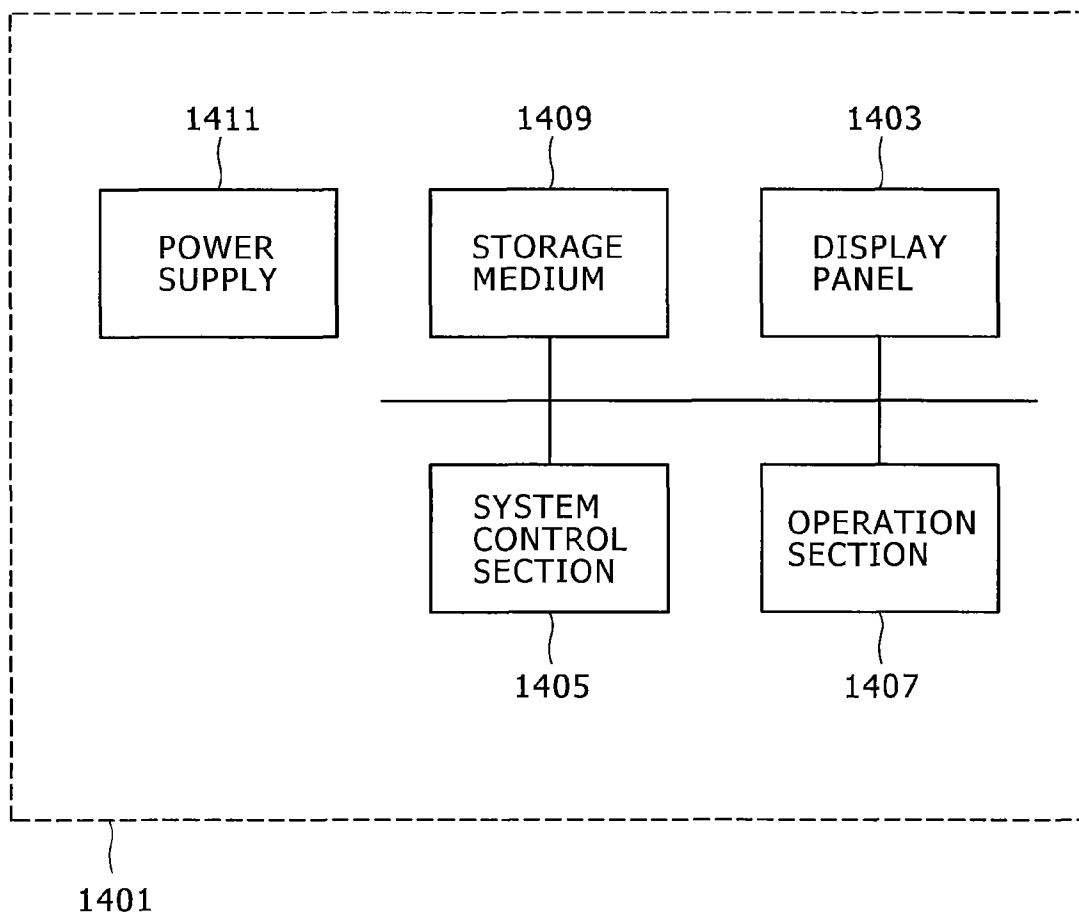 1411
1409
1403
POWER
SUPPLY
STORAGE
MEDIUM
DISPLAY
PANEL
SYSTEM
CONTROL
SECTION
OPERATION
SECTION
1405
1407
1401